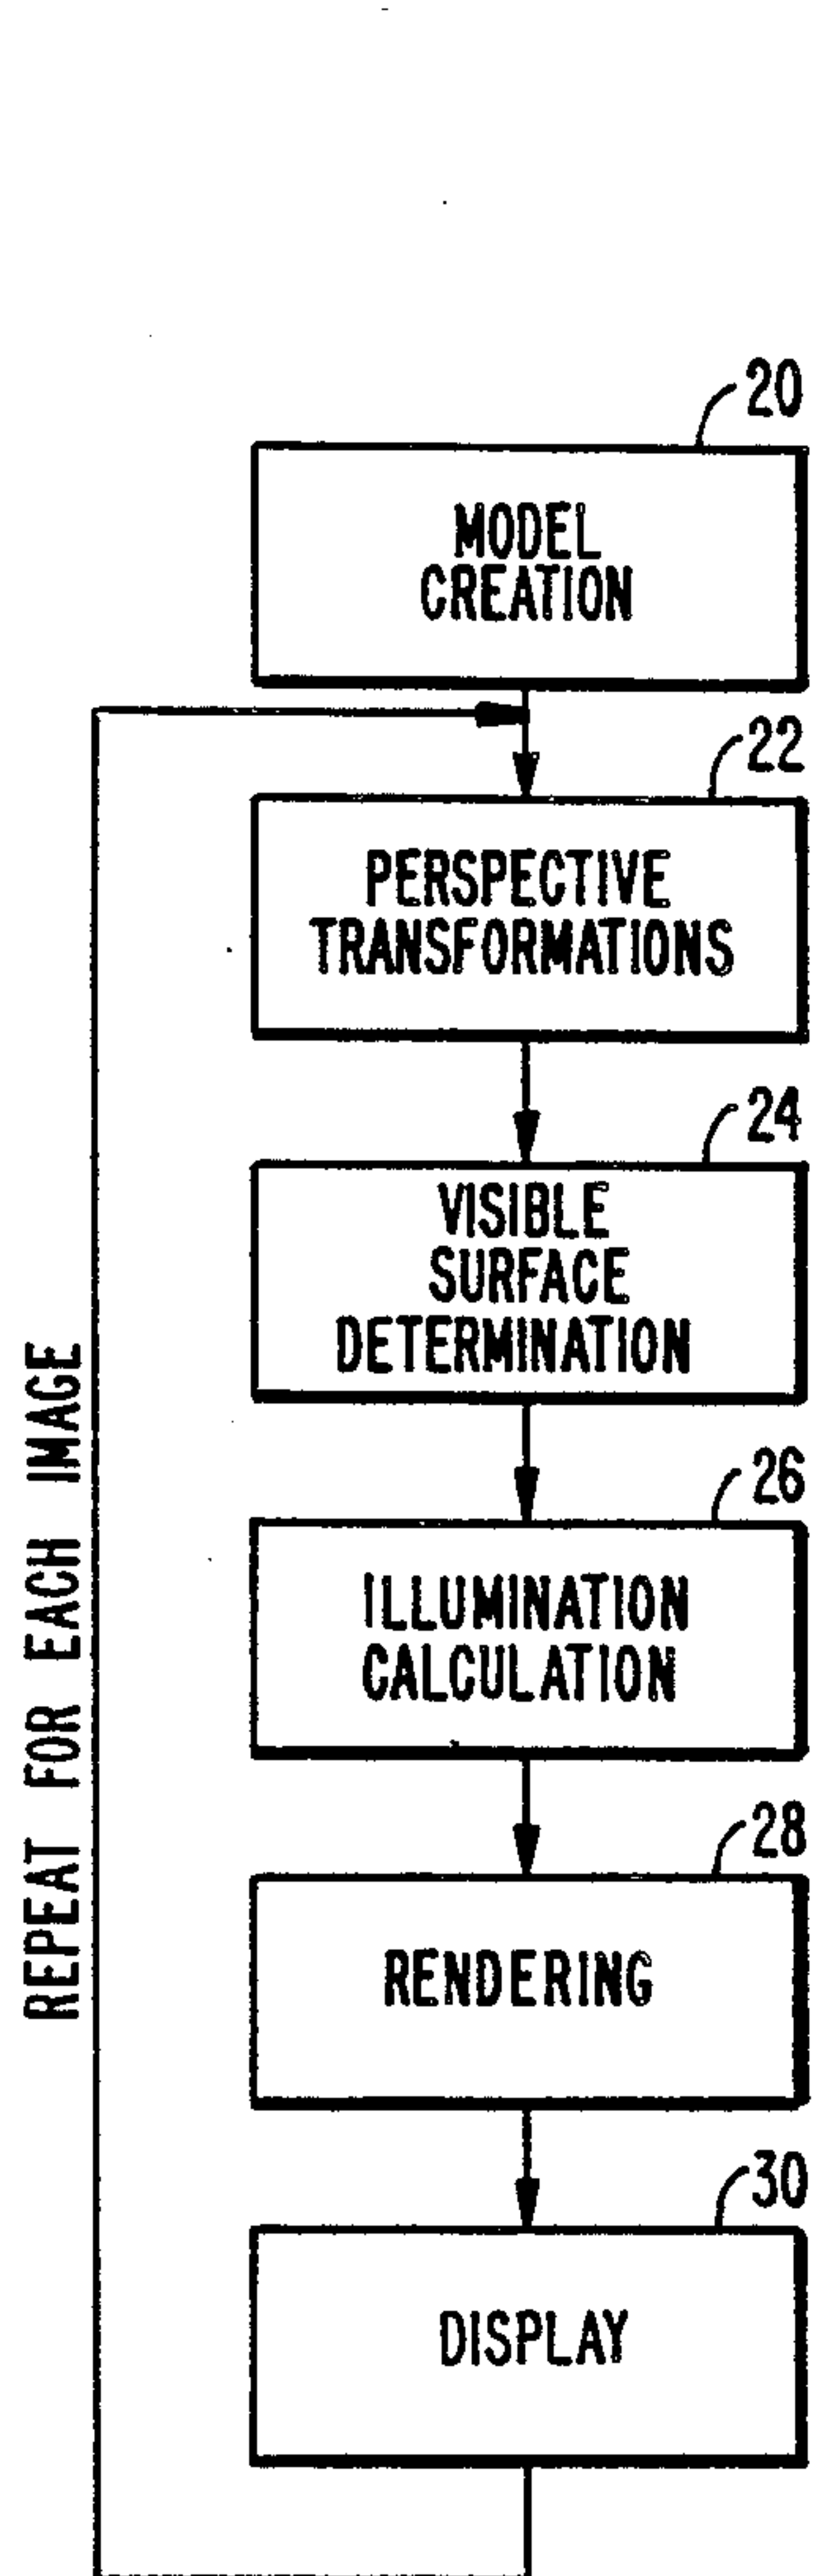 20
MODEL
CREATION
22
PERSPECTIVE
TRANSFORMATIONS
24
VISIBLE
SURFACE
DETERMINATION
26
ILLUMINATION
CALCULATION
28
RENDERING
30
DISPLAY
REPEAT FOR EACH IMAGE